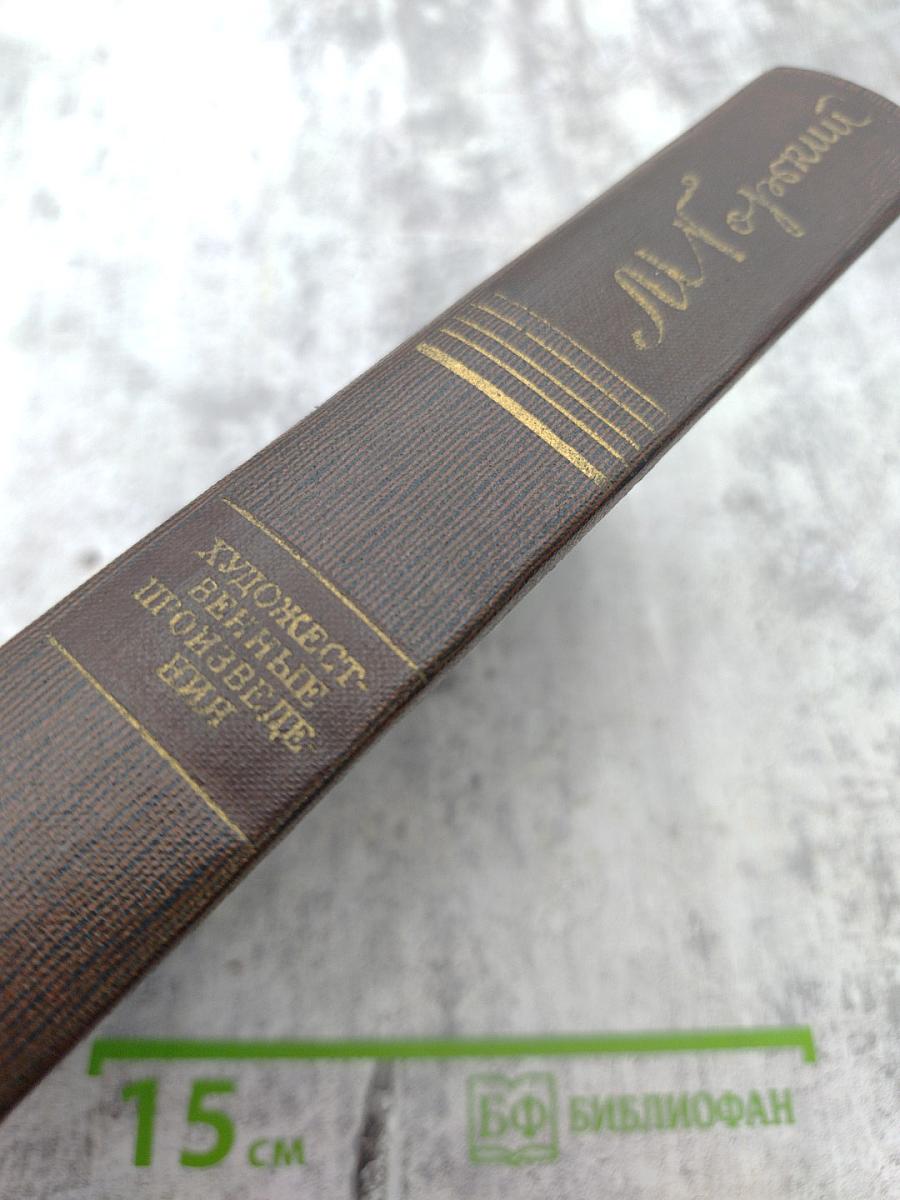 М. Горький
ХУДОЖЕСТ-
ВЕННЫЕ
ПРОИЗВЕДЕ-
НИЯ
15 см
БФ БИБЛИОФАН